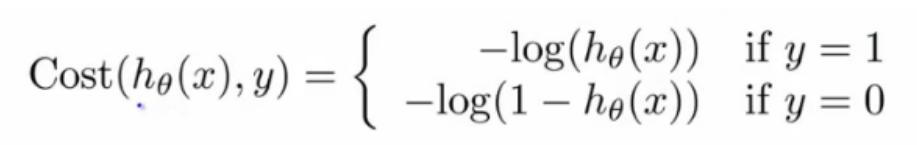 Cost(hθ(x), y) = { −log(hθ(x)) if y = 1
−log(1 − hθ(x)) if y = 0